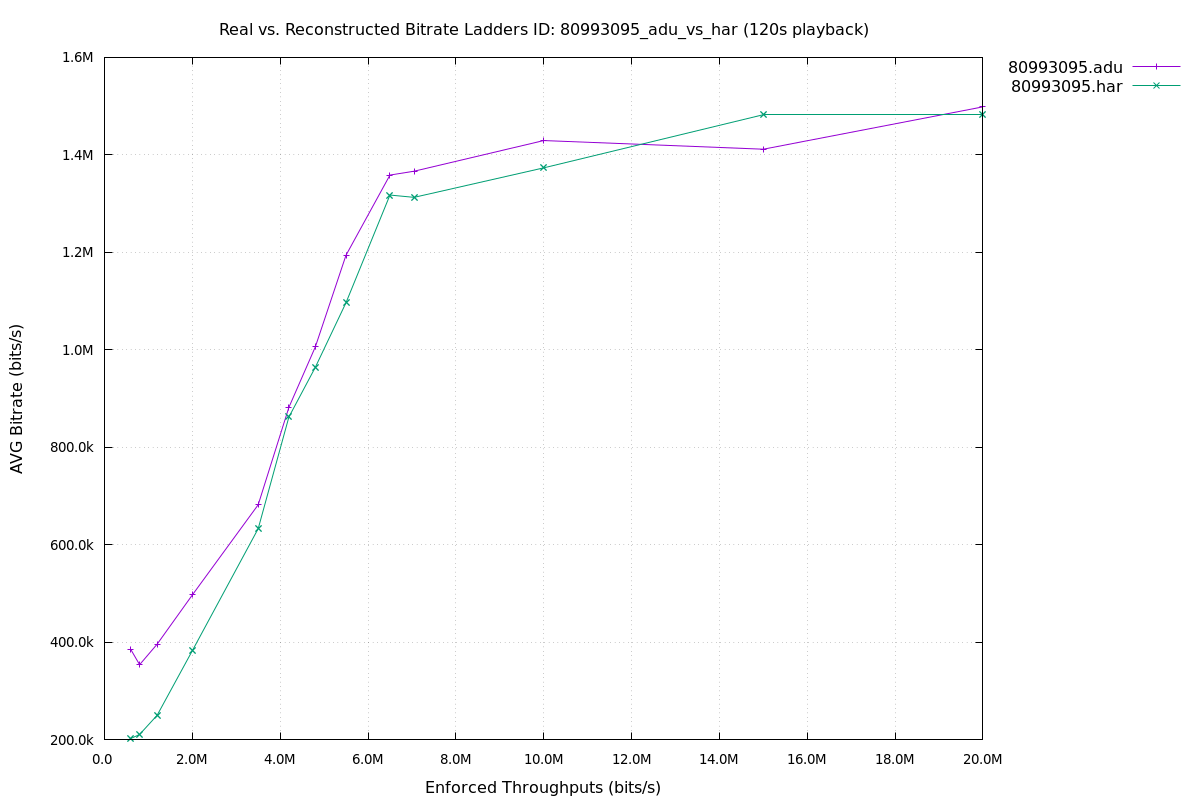 Real vs. Reconstructed Bitrate Ladders ID: 80993095_adu_vs_har (120s playback)
80993095.adu
80993095.har
1.6M
1.4M
1.2M
1.0M
800.0k
600.0k
400.0k
200.0k
AVG Bitrate (bits/s)
0.0 2.0M 4.0M 6.0M 8.0M 10.0M 12.0M 14.0M 16.0M 18.0M 20.0M
Enforced Throughputs (bits/s)